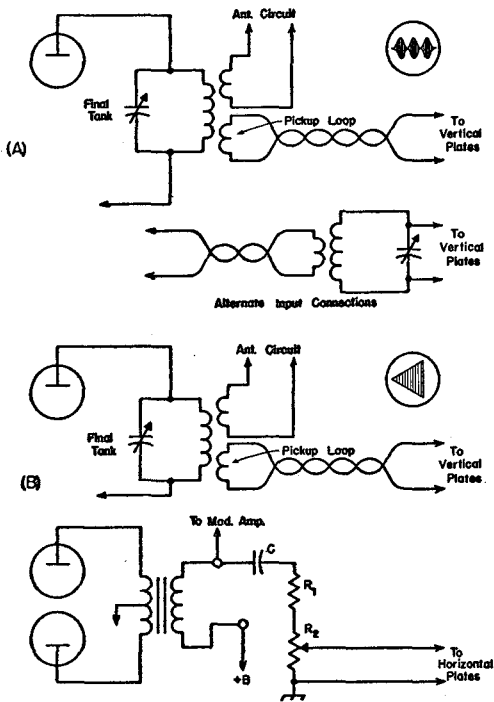 Ant. Circuit
Final
Tank
Pickup Loop
To
Vertical
Plates
(A)
To
Vertical
Plates
Alternate Input Connections
Ant. Circuit
Final
Tank
Pickup Loop
To
Vertical
Plates
(B)
To Mod. Amp.
C
R1
R2
+B
To
Horizontal
Plates